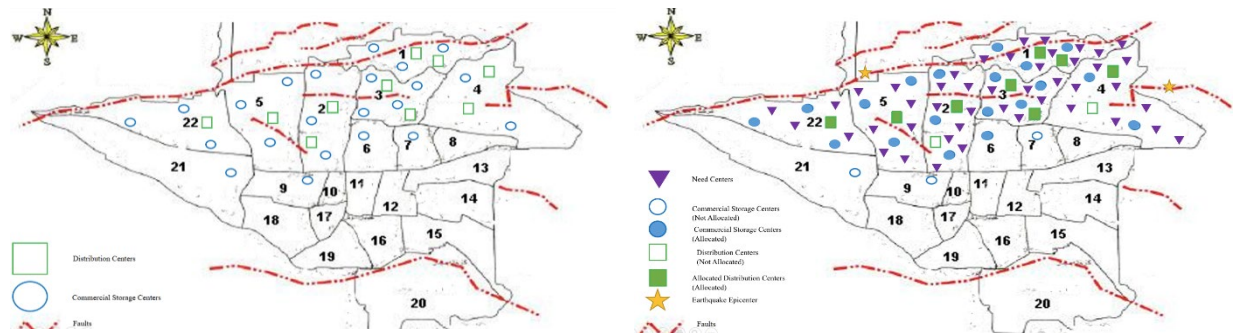 N
W E
S
1
3
4
5
2
22
6
7
8
21
13
9
10
11
12
14
18
17
16
15
19
20
Distribution Centers
Commercial Storage Centers
Faults
N
W E
S
1
3
4
5
2
22
6
7
8
21
13
9
10
11
12
14
18
17
16
15
19
20
Need Centers
Commercial Storage Centers
(Not Allocated)
Commercial Storage Centers
(Allocated)
Distribution Centers
(Not Allocated)
Allocated Distribution Centers
(Allocated)
Earthquake Epicenter
Faults